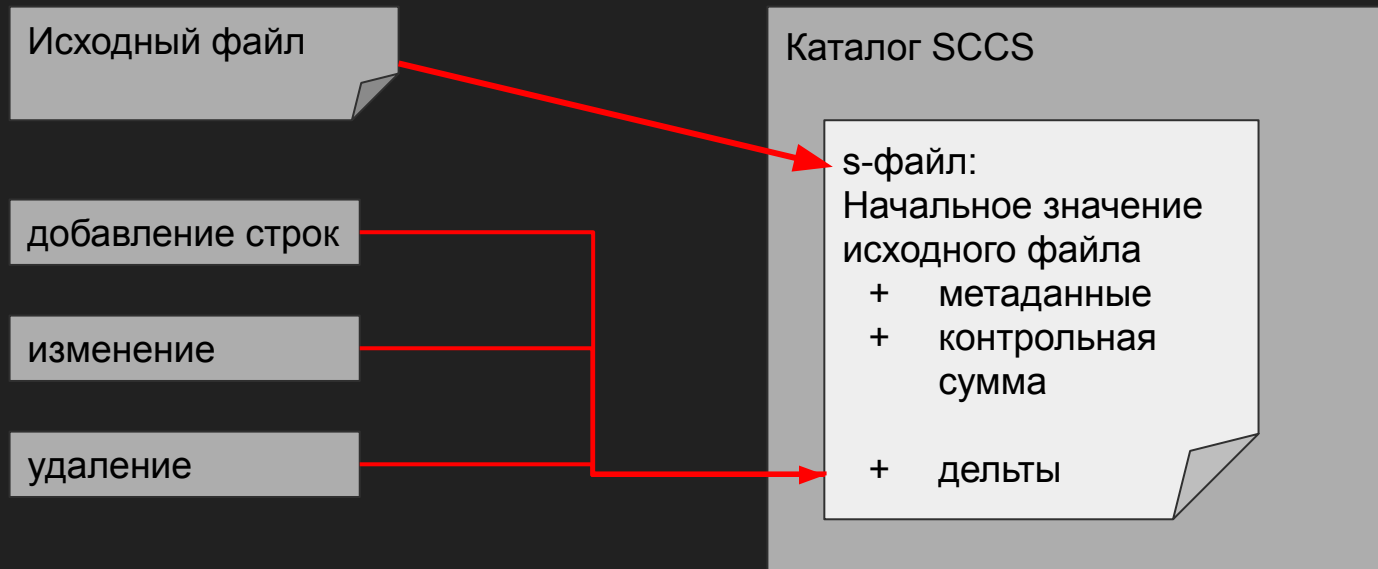 Исходный файл
Каталог SCCS
s-файл:
Начальное значение
исходного файла
+ метаданные
+ контрольная
сумма
+ дельты
добавление строк
изменение
удаление